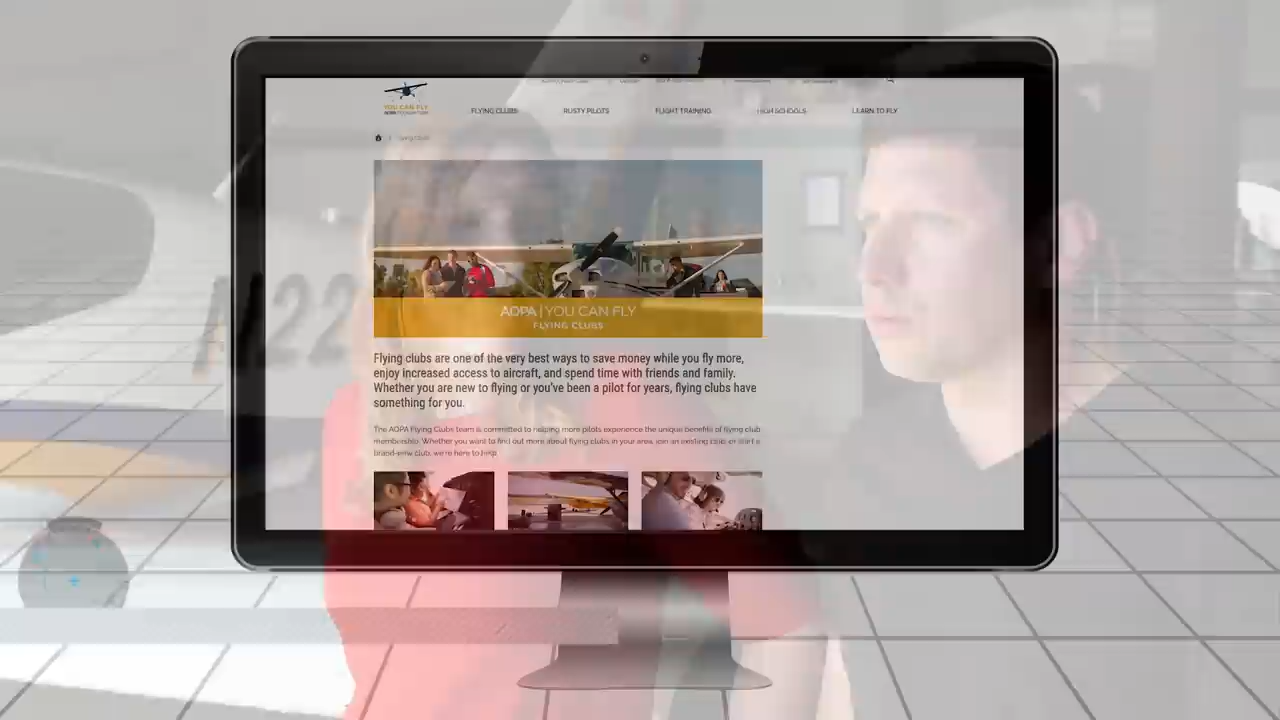 YOU CAN FLY
FLYING CLUBS
RUSTY PILOTS
FLIGHT TRAINING
HIGH SCHOOLS
LEARN TO FLY
Flying Clubs
AOPA | YOU CAN FLY
FLYING CLUBS
Flying clubs are one of the very best ways to save money while you fly more,
enjoy increased access to aircraft, and spend time with friends and family.
Whether you are new to flying or you've been a pilot for years, flying clubs have
something for you.
The AOPA Flying Clubs team is committed to helping more pilots experience the unique benefits of flying club
membership. Whether you want to find out more about flying clubs in your area, join an existing club, or start a
brand-new club, we're here to help.